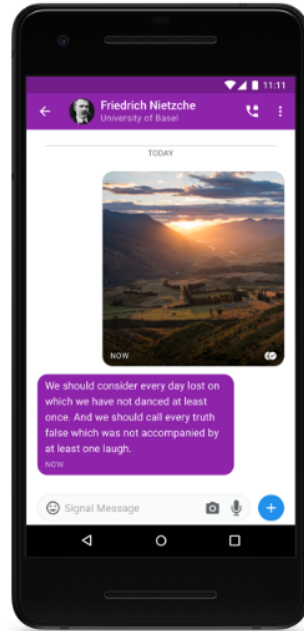 11:11
Friedrich Nietzche
University of Basel
TODAY
NOW
We should consider every day lost on
which we have not danced at least
once. And we should call every truth
false which was not accompanied by
at least one laugh.
NOW
Signal Message